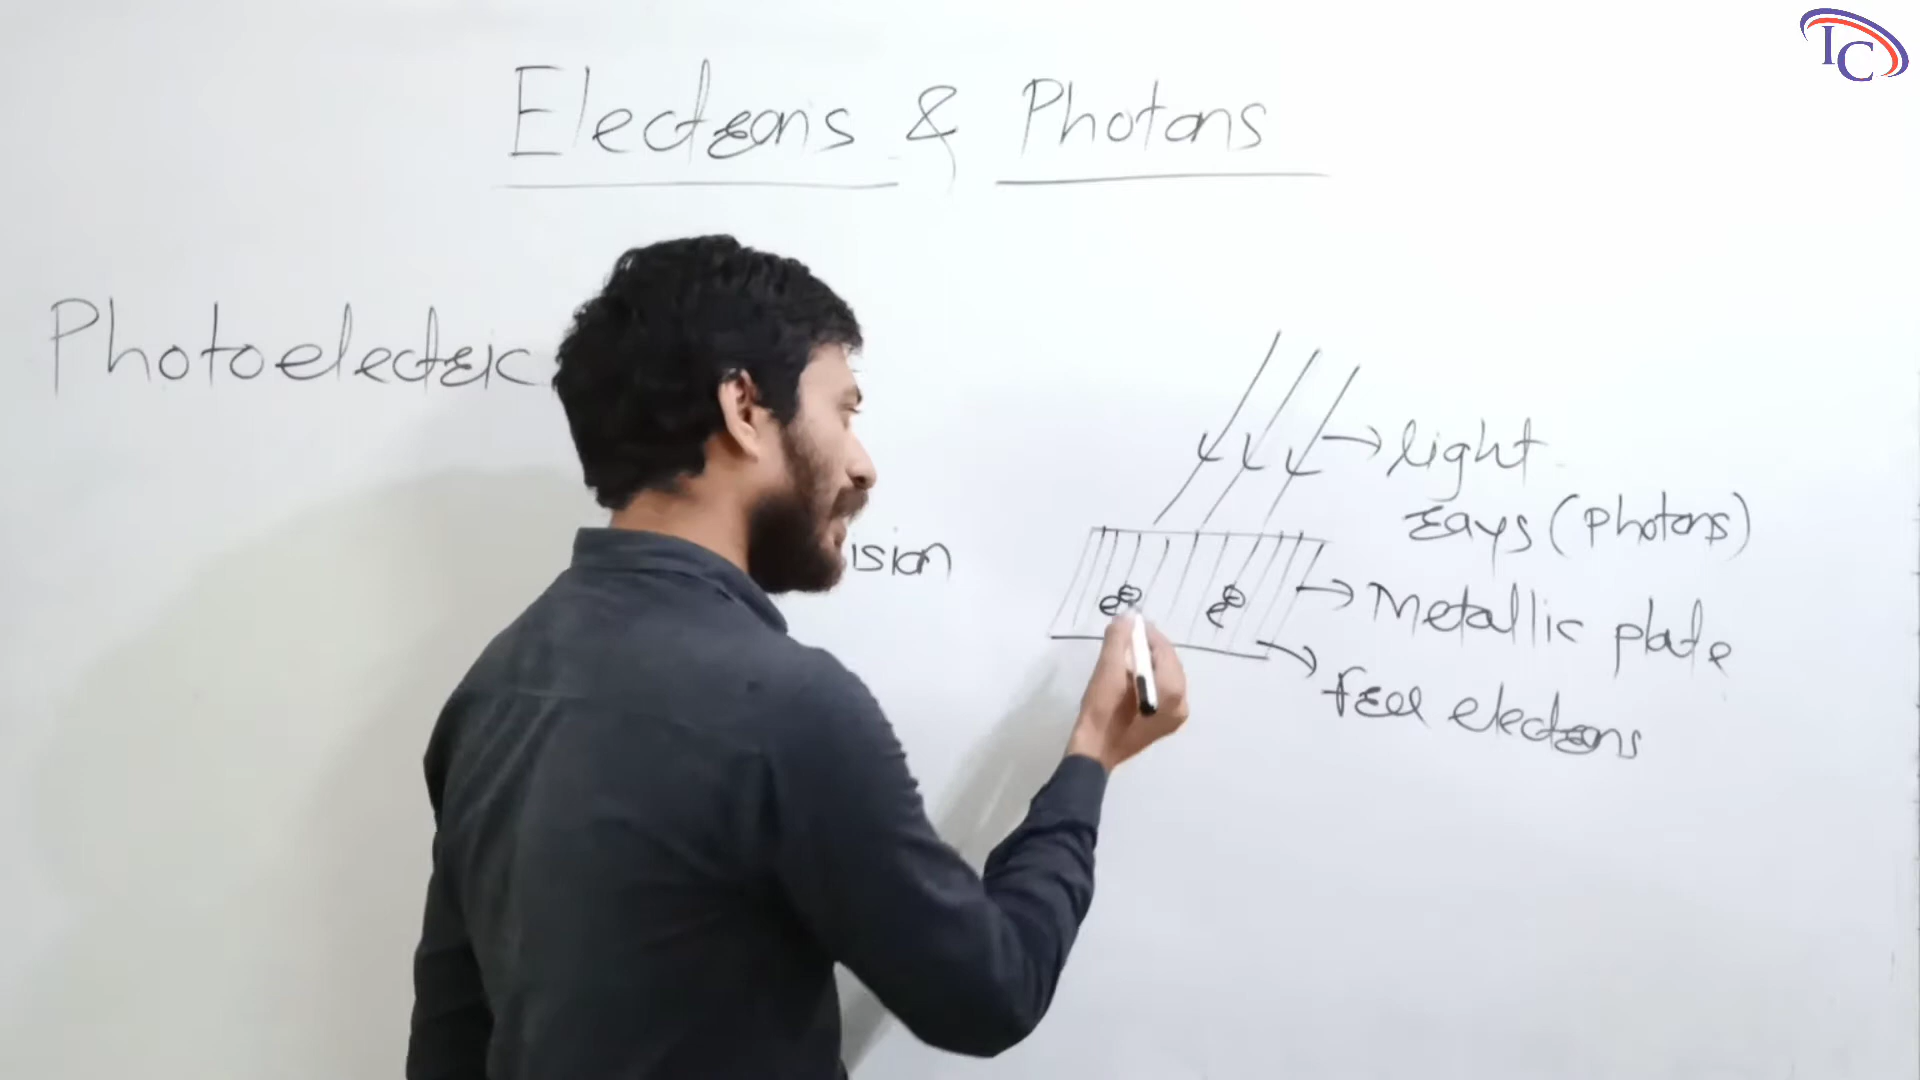 IC
Electrons & Photons
Photoelectric
light
rays (Photons)
ision
Metallic plate
e e
free electrons